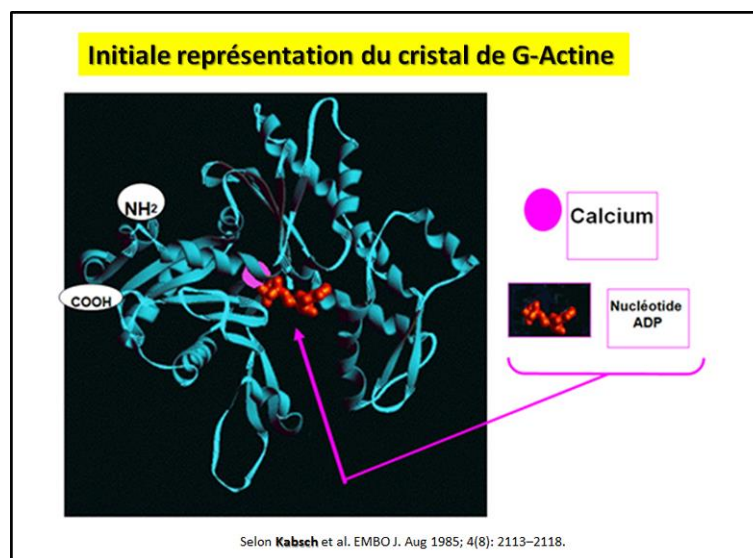 Initiale représentation du cristal de G-Actine
NH2
COOH
Calcium
Nucléotide
ADP
Selon Kabsch et al. EMBO J. Aug 1985; 4(8): 2113–2118.